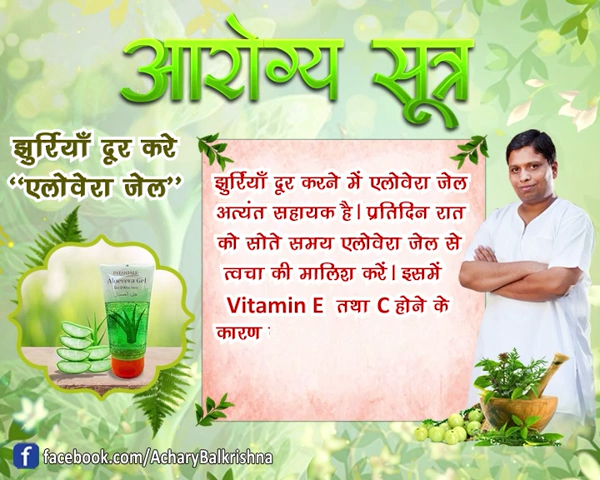 आरोग्य सूत्र
झुर्रियाँ दूर करे
“एलोवेरा जेल”
झुर्रियाँ दूर करने में एलोवेरा जेल
अत्यंत सहायक है। प्रतिदिन रात
को सोते समय एलोवेरा जेल से
त्वचा की मालिश करें। इसमें
Vitamin E तथा C होने के
कारण
Aloevera Gel
facebook.com/AcharyBalkrishna